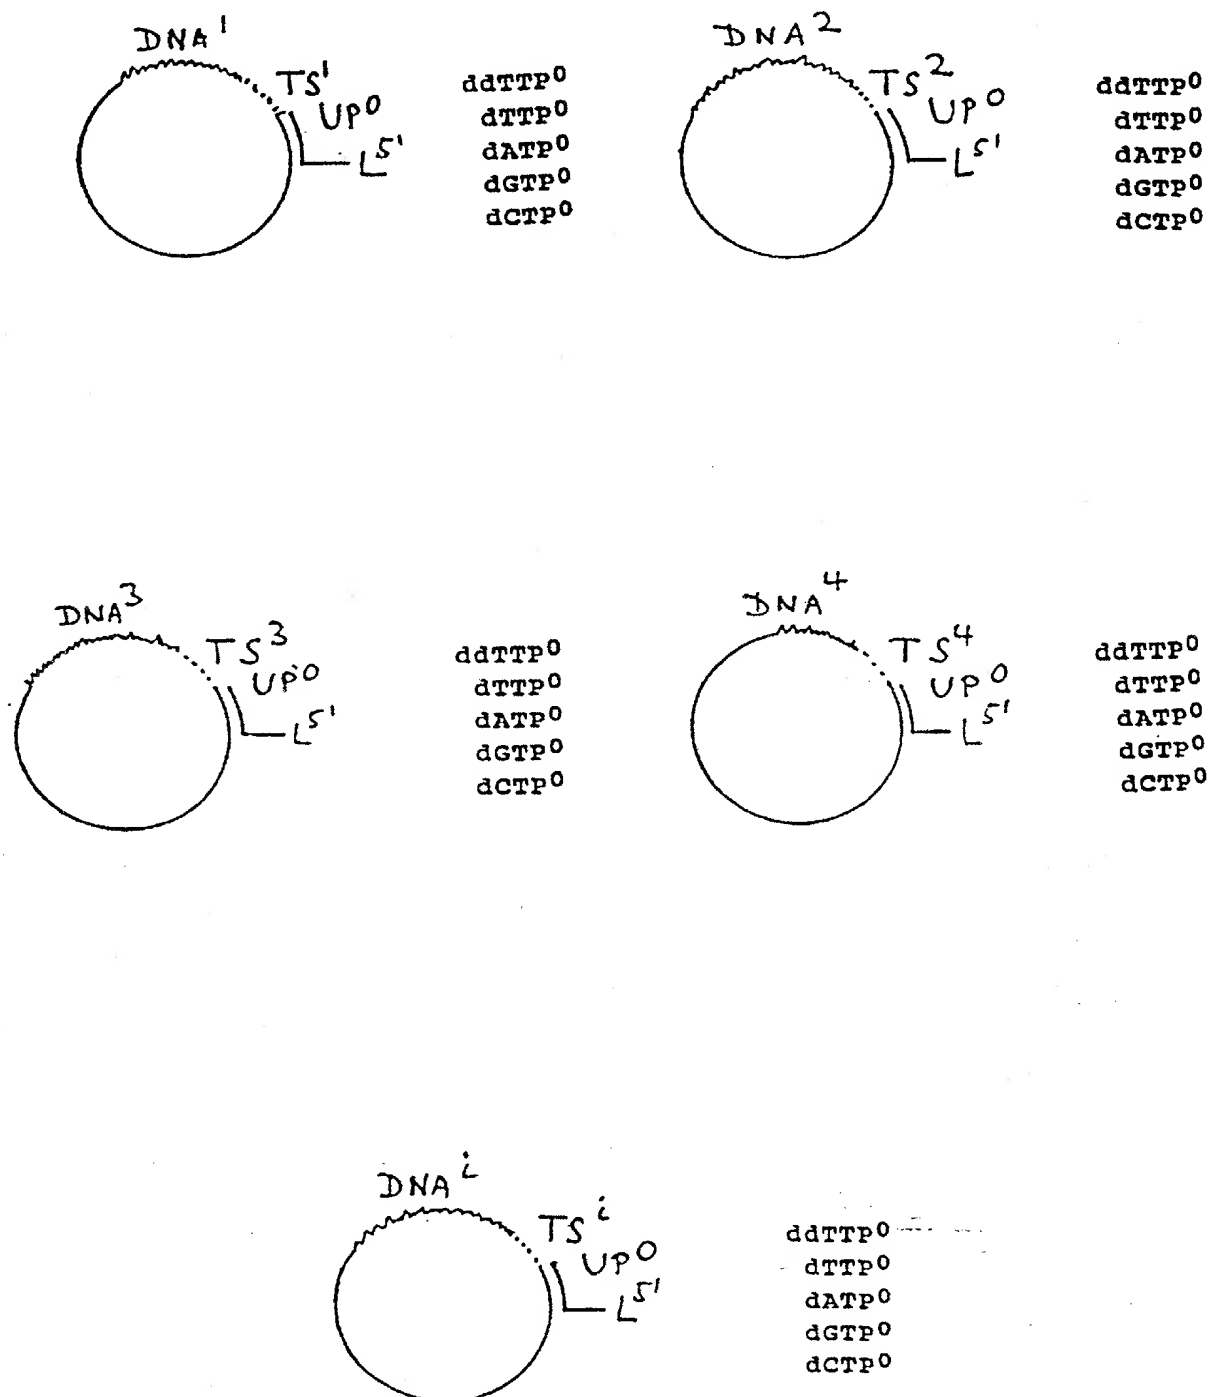 DNA¹
TS¹
UP⁰
L⁵'
ddTTP⁰
dTTP⁰
dATP⁰
dGTP⁰
dCTP⁰
DNA²
TS²
UP⁰
L⁵'
ddTTP⁰
dTTP⁰
dATP⁰
dGTP⁰
dCTP⁰
DNA³
TS³
UP⁰
L⁵'
ddTTP⁰
dTTP⁰
dATP⁰
dGTP⁰
dCTP⁰
DNA⁴
TS⁴
UP⁰
L⁵'
ddTTP⁰
dTTP⁰
dATP⁰
dGTP⁰
dCTP⁰
DNAⁱ
TSⁱ
UP⁰
L⁵'
ddTTP⁰
dTTP⁰
dATP⁰
dGTP⁰
dCTP⁰